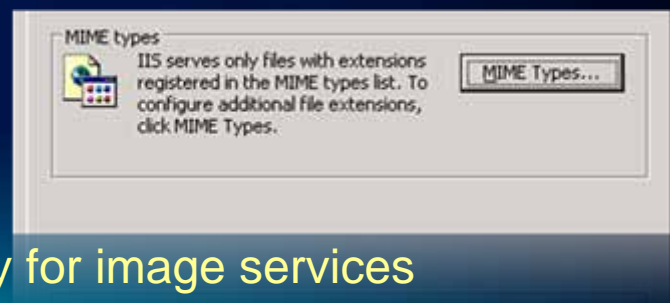 MIME types
IIS serves only files with extensions
registered in the MIME types list. To
configure additional file extensions,
click MIME Types.
MIME Types...
for image services